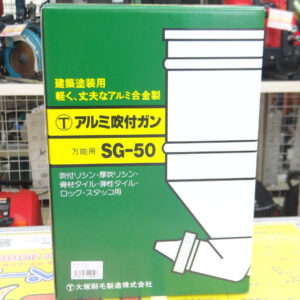 建築塗装用
軽く、丈夫なアルミ合金製
Ⓣアルミ吹付ガン
万能用 SG-50
吹付リシン・厚吹リシン・
骨材タイル・弾性タイル・
ロック・スタッコ用
大塚刷毛製造株式会社